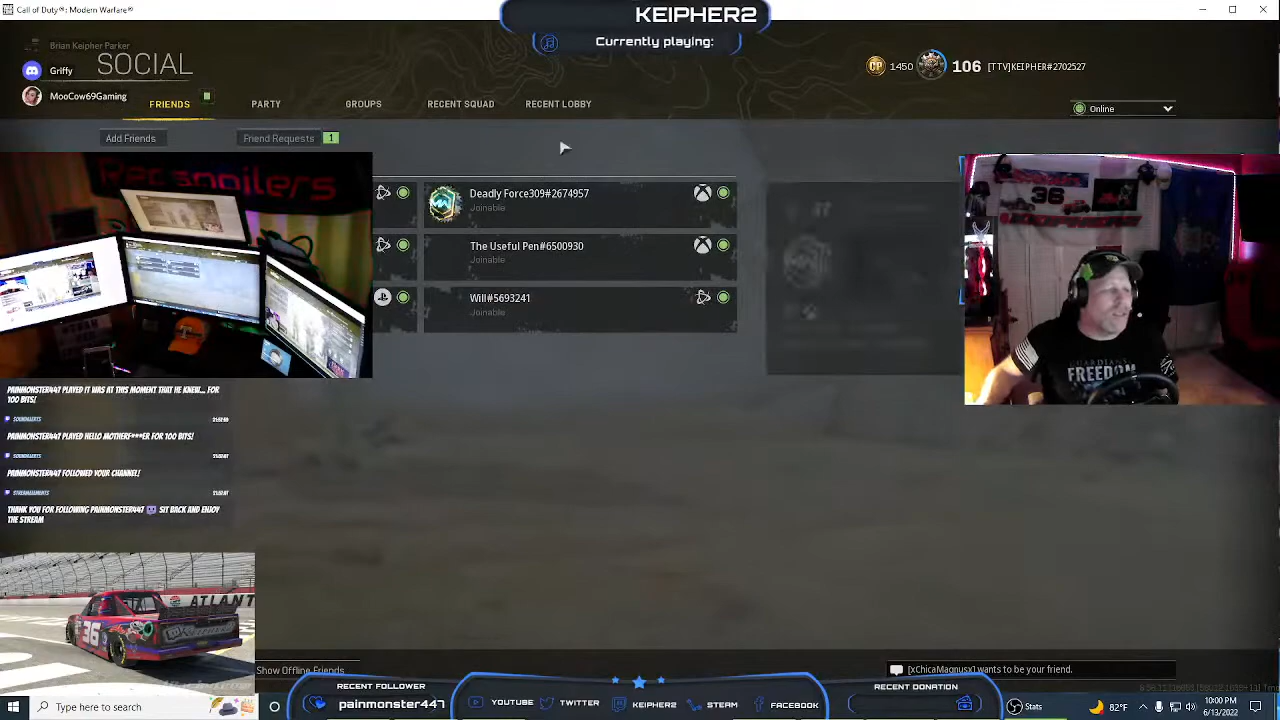 Call of Duty®: Modern Warfare®
KEIPHER2
Currently playing:
Brian Keipher Parker
Griffy
SOCIAL
MooCow69Gaming
1450
106
[TTV]KEIPHER#2702527
FRIENDS
PARTY
GROUPS
RECENT SQUAD
RECENT LOBBY
Online
Add Friends
Friend Requests
1
Deadly Force309#2674957
Joinable
The Useful Pen#6500930
Joinable
Will#5693241
Joinable
36
FREEDOM
PAINMONSTER447 PLAYED IT WAS AT THIS MOMENT THAT HE KNEW... FOR
100 BITS!
SOUNDALERTS
PAINMONSTER447 PLAYED HELLO MOTHERF***ER FOR 100 BITS!
SOUNDALERTS
PAINMONSTER447 FOLLOWED YOUR CHANNEL!
STREAMELEMENTS
THANK YOU FOR FOLLOWING PAINMONSTER447 SIT BACK AND ENJOY
THE STREAM
ATLANT
36
Show Offline Friends
[xChicaMagnusx] wants to be your friend.
RECENT FOLLOWER
painmonster447
YOUTUBE
TWITTER
KEIPHER2
STEAM
FACEBOOK
RECENT DONATION
Type here to search
Stats
82°F
10:00 PM
6/13/2022